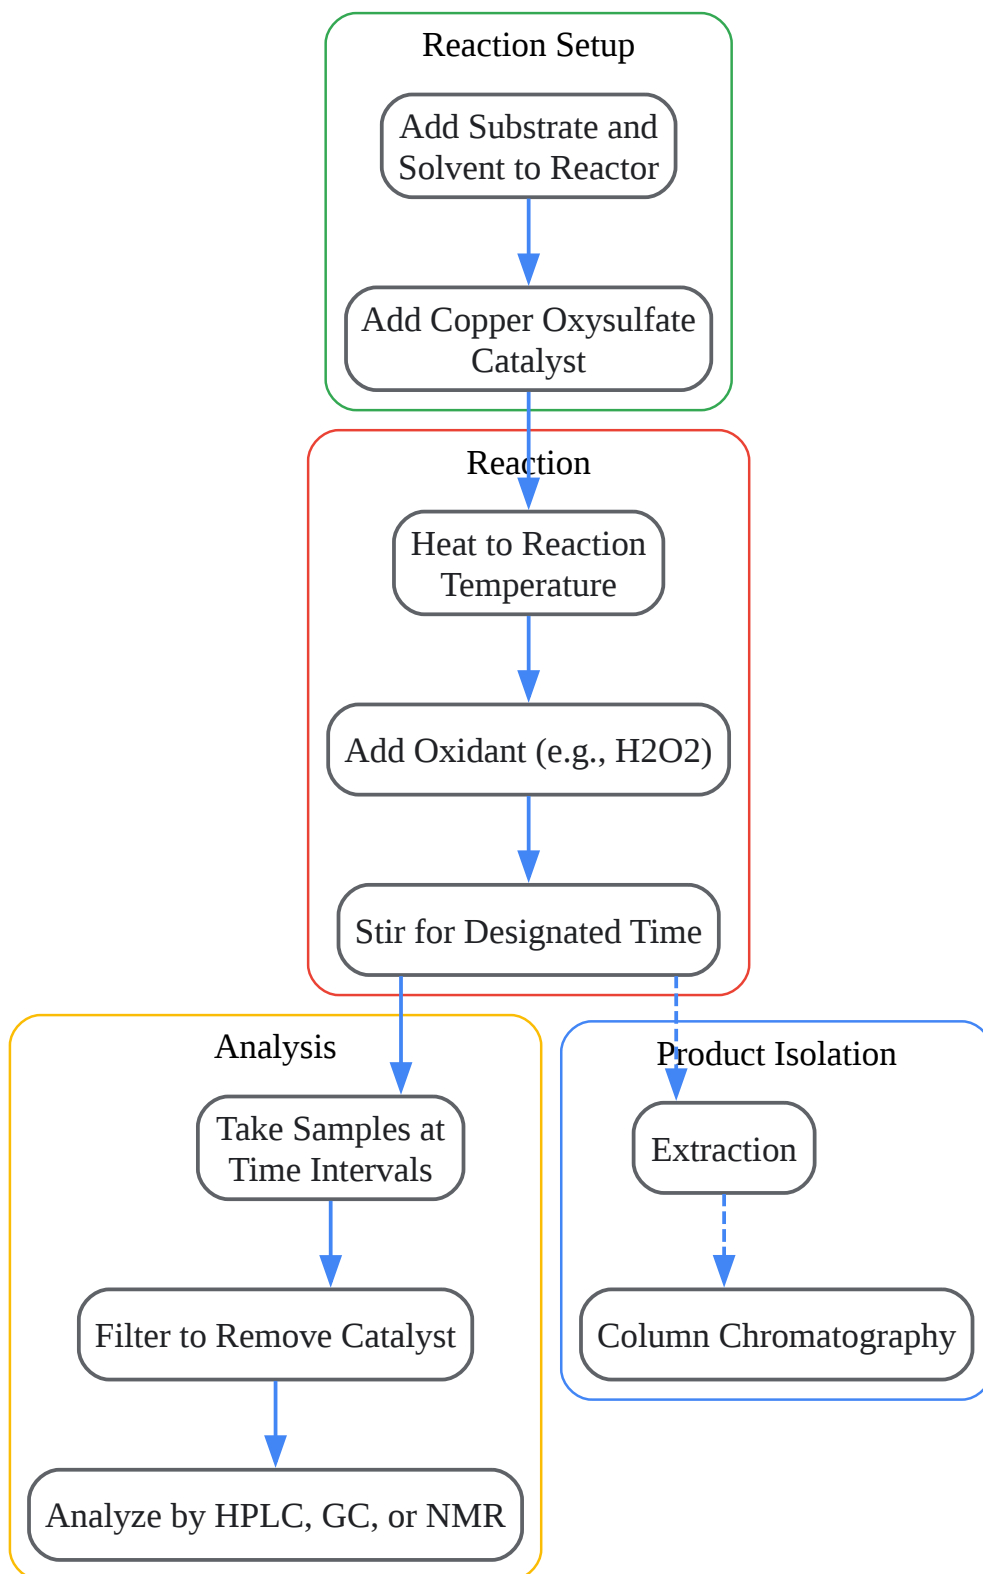 Reaction Setup
Add Substrate and
Solvent to Reactor
Add Copper Oxysulfate
Catalyst
Reaction
Heat to Reaction
Temperature
Add Oxidant (e.g., H2O2)
Stir for Designated Time
Analysis
Take Samples at
Time Intervals
Filter to Remove Catalyst
Analyze by HPLC, GC, or NMR
Product Isolation
Extraction
Column Chromatography